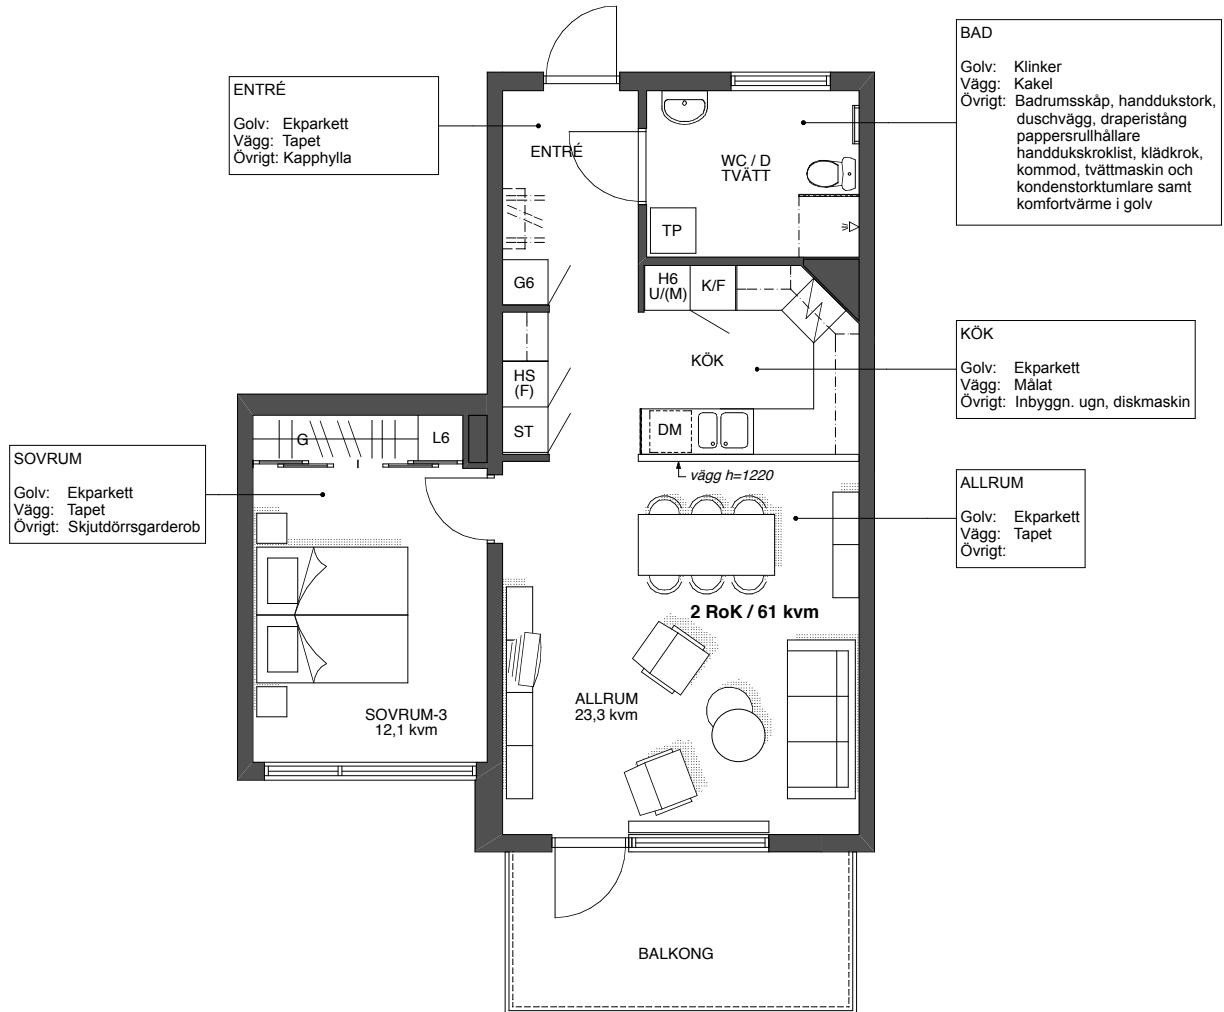 BAD
Golv: Klinker
Vägg: Kakel
Övrigt: Badrumsskåp, handdukstork,
duschvägg, draperistång
pappersrullhållare
handdukskroklist, klädkrok,
kommod, tvättmaskin och
kondenstorktumlare samt
komfortvärme i golv
ENTRÉ
Golv: Ekparkett
Vägg: Tapet
Övrigt: Kapphylla
ENTRÉ
WC / D
TVÄTT
TP
G6
H6
U/(M)
K/F
KÖK
HS
(F)
ST
DM
vägg h=1220
KÖK
Golv: Ekparkett
Vägg: Målat
Övrigt: Inbyggn. ugn, diskmaskin
G
L6
SOVRUM
Golv: Ekparkett
Vägg: Tapet
Övrigt: Skjutdörrsgarderob
ALLRUM
Golv: Ekparkett
Vägg: Tapet
Övrigt:
2 RoK / 61 kvm
ALLRUM
23,3 kvm
SOVRUM-3
12,1 kvm
BALKONG